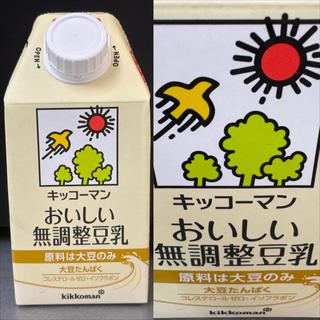 OPEN
OPEN
キッコーマン
おいしい
無調整豆乳
原料は大豆のみ
大豆たんぱく
コレステロール ゼロ・イソフラボン
kikkoman®
キッコーマン
おいしい
無調整豆乳
原料は大豆のみ
大豆たんぱく
コレステロール ゼロ・イソフラボン
kikkoman®